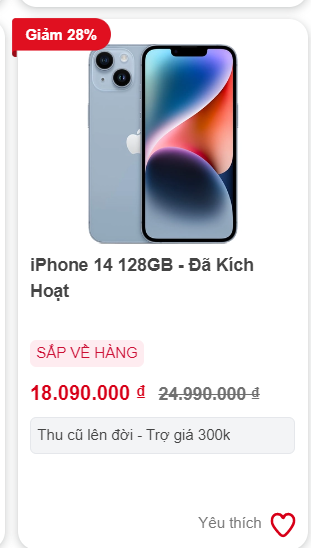 Giảm 28%
iPhone 14 128GB - Đã Kích
Hoạt
SẮP VỀ HÀNG
18.090.000 ₫ 24.990.000 ₫
Thu cũ lên đời - Trợ giá 300k
Yêu thích